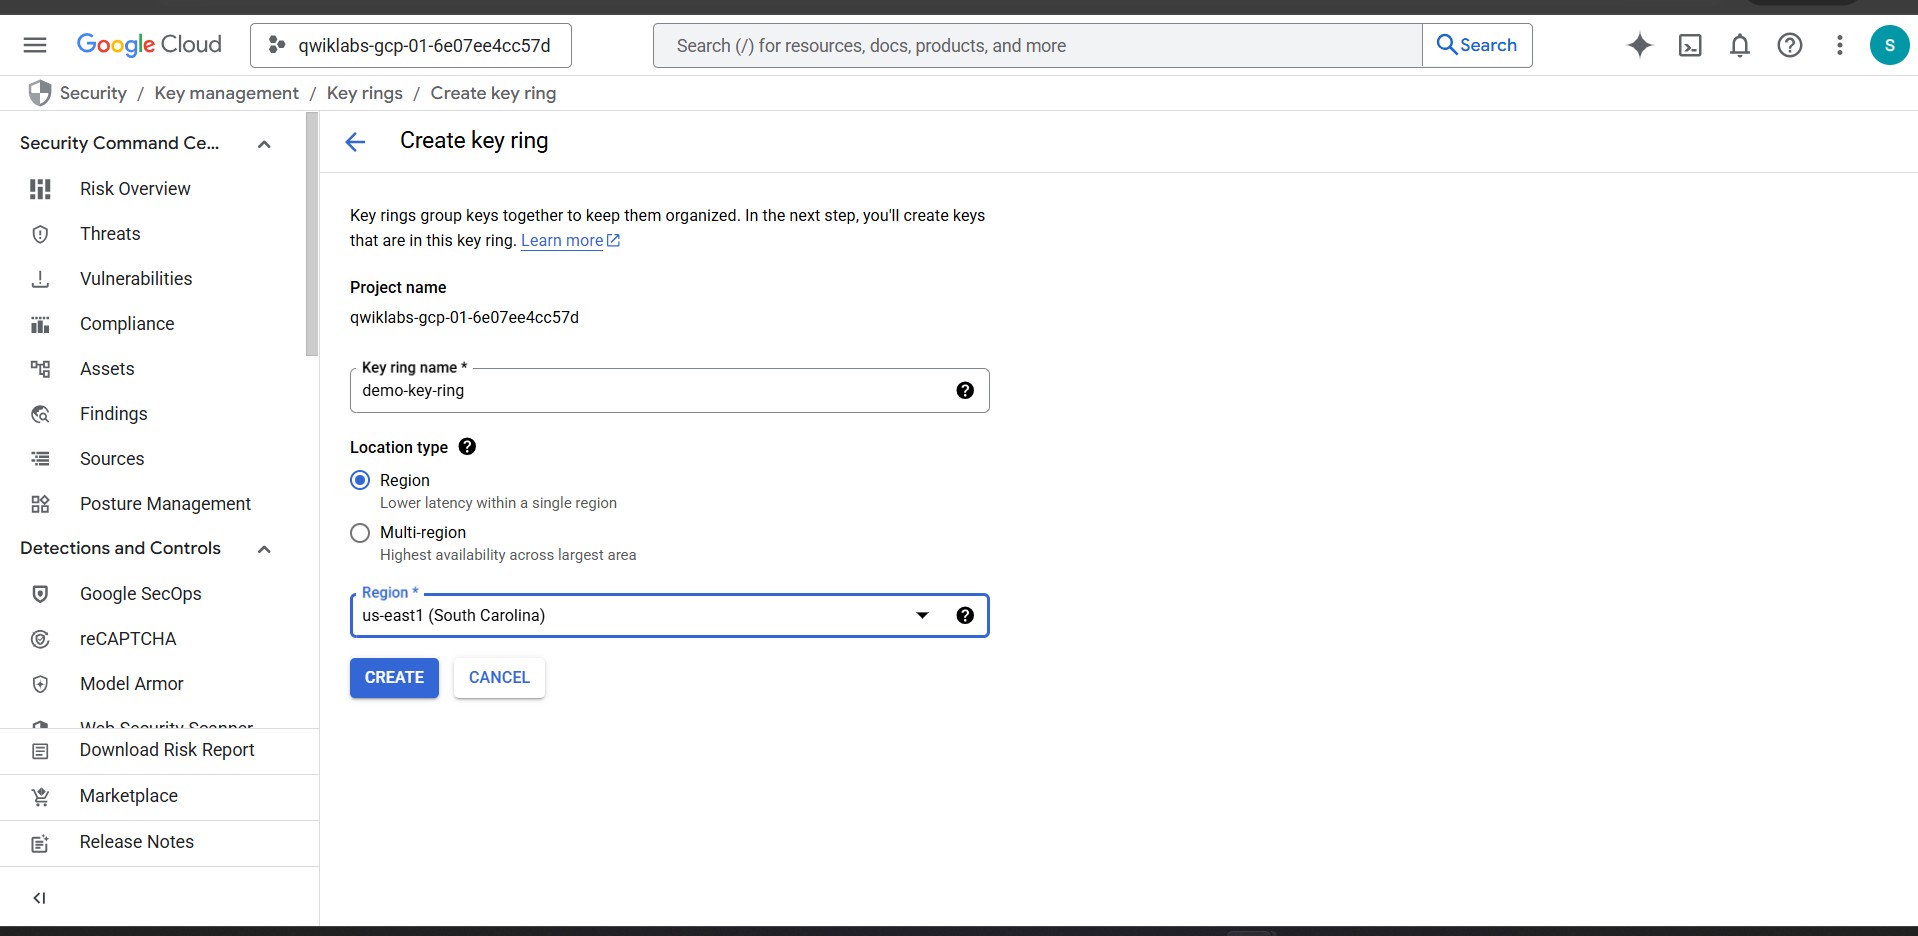 Google Cloud
qwiklabs-gcp-01-6e07ee4cc57d
Search (/) for resources, docs, products, and more
Search
S
Security / Key management / Key rings / Create key ring
Security Command Ce...
Risk Overview
Threats
Vulnerabilities
Compliance
Assets
Findings
Sources
Posture Management
Detections and Controls
Google SecOps
reCAPTCHA
Model Armor
Web Security Scanner
Download Risk Report
Marketplace
Release Notes
Create key ring
Key rings group keys together to keep them organized. In the next step, you'll create keys
that are in this key ring. Learn more
Project name
qwiklabs-gcp-01-6e07ee4cc57d
Key ring name *
demo-key-ring
Location type
Region
Lower latency within a single region
Multi-region
Highest availability across largest area
Region *
us-east1 (South Carolina)
CREATE CANCEL